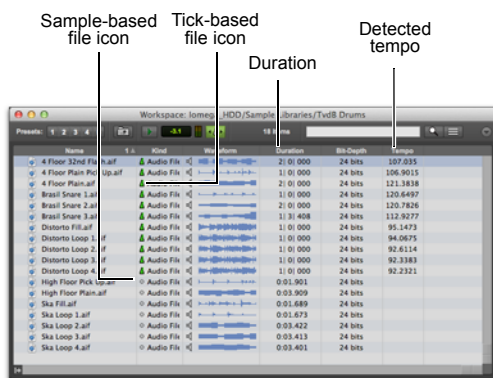 Sample-based file icon
Tick-based file icon
Duration
Detected tempo
Workspace: Iomega_HDD/Sample Libraries/TvdB Drums
Presets: 1 2 3 4 -3.1 18 items
Name 1 Kind Waveform Duration Bit-Depth Tempo
4 Floor 32nd Flash.aif Audio File 2| 0| 000 24 bits 107.035
4 Floor Plain Pick Up.aif Audio File 1| 0| 000 24 bits 106.9015
4 Floor Plain.aif Audio File 2| 0| 000 24 bits 121.3838
Brasil Snare 1.aif Audio File 1| 0| 000 24 bits 120.6497
Brasil Snare 2.aif Audio File 2| 0| 000 24 bits 120.7826
Brasil Snare 3.aif Audio File 1| 3| 408 24 bits 112.9277
Distorto Fill.aif Audio File 1| 0| 000 24 bits 95.1473
Distorto Loop 1.aif Audio File 1| 0| 000 24 bits 94.0675
Distorto Loop 2.aif Audio File 1| 0| 000 24 bits 92.6114
Distorto Loop 3.aif Audio File 1| 0| 000 24 bits 92.3383
Distorto Loop 4.aif Audio File 1| 0| 000 24 bits 92.2321
High Floor Pick Up.aif Audio File 0:01.901 24 bits
High Floor Plain.aif Audio File 0:03.909 24 bits
Ska Fill.aif Audio File 0:01.689 24 bits
Ska Loop 1.aif Audio File 0:01.673 24 bits
Ska Loop 2.aif Audio File 0:03.422 24 bits
Ska Loop 3.aif Audio File 0:03.413 24 bits
Ska Loop 4.aif Audio File 0:03.401 24 bits